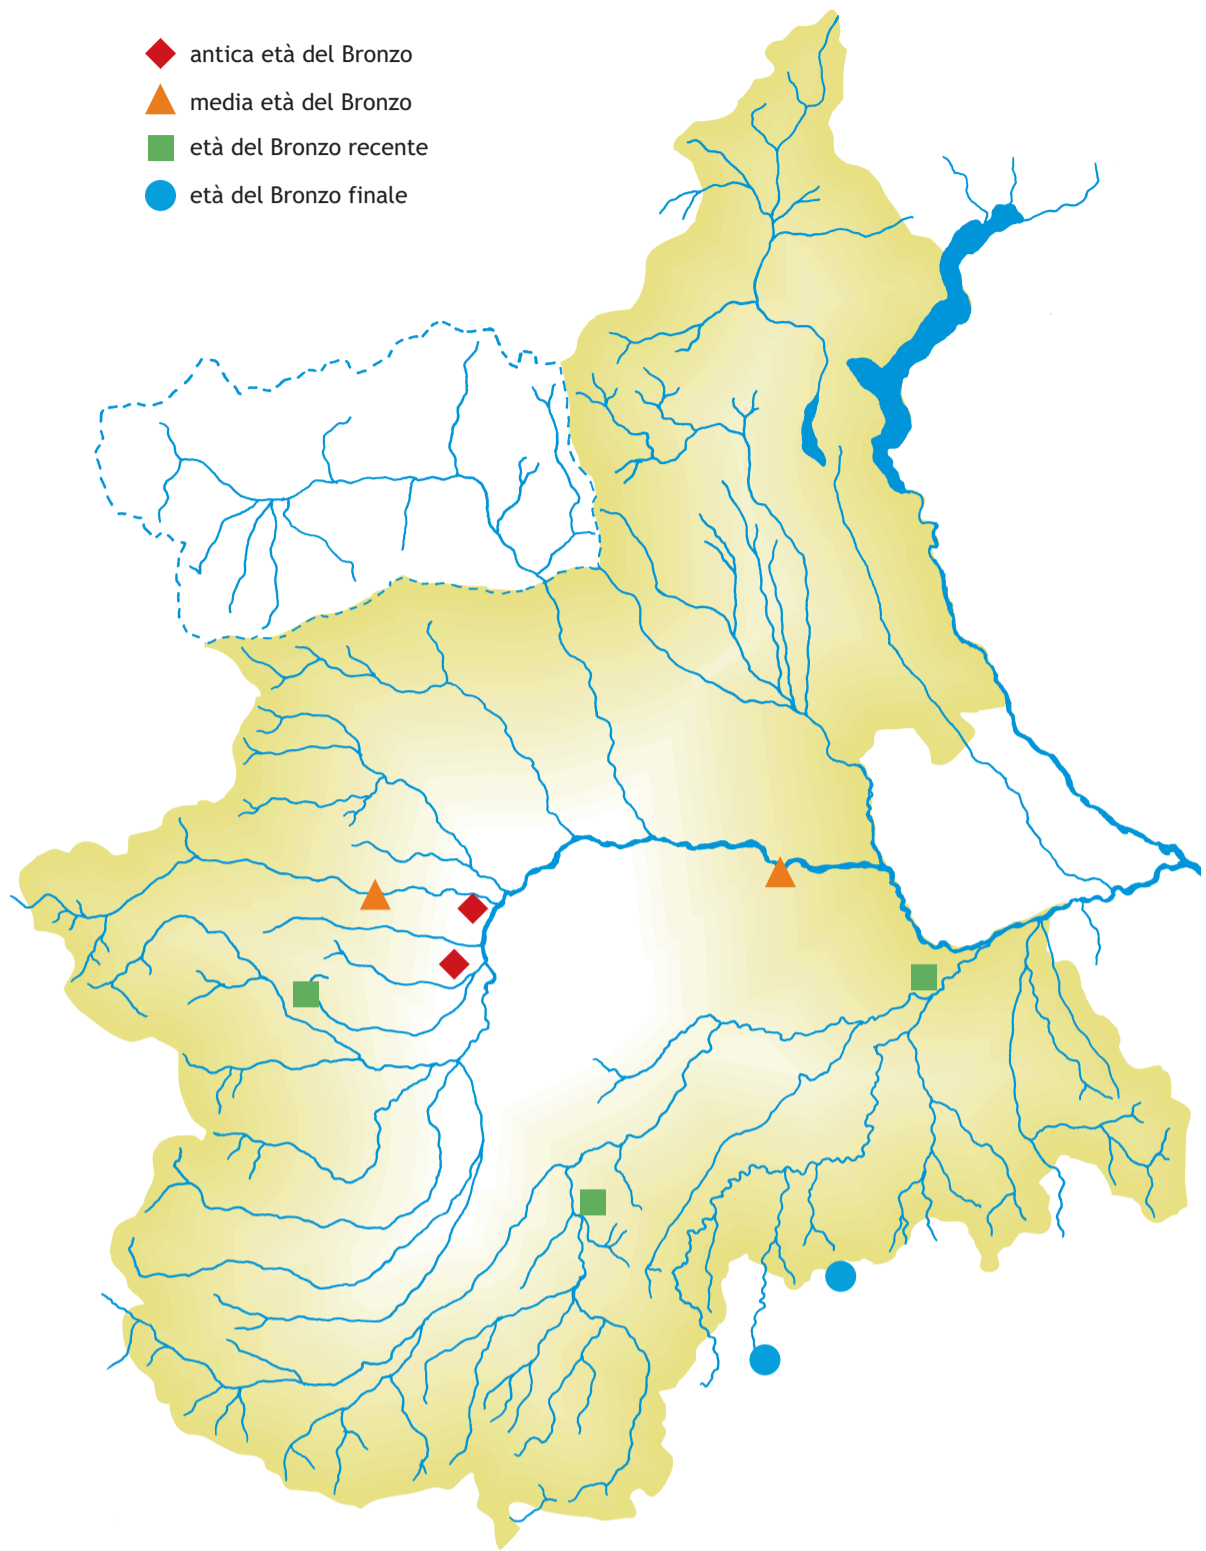 antica età del Bronzo
media età del Bronzo
età del Bronzo recente
età del Bronzo finale